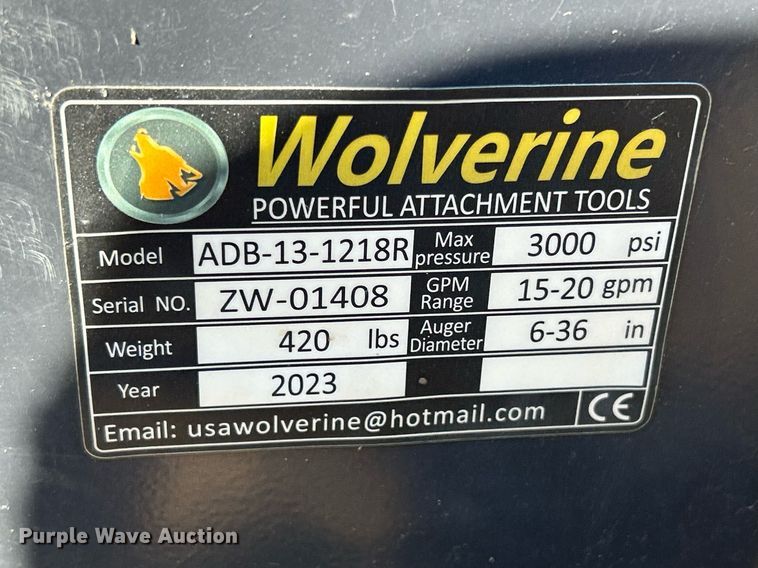 Wolverine
POWERFUL ATTACHMENT TOOLS
Model ADB-13-1218R Max pressure 3000 psi
Serial NO. ZW-01408 GPM Range 15-20 gpm
Weight 420 lbs Auger Diameter 6-36 in
Year 2023
Email: usawolverine@hotmail.com CE
Purple Wave Auction